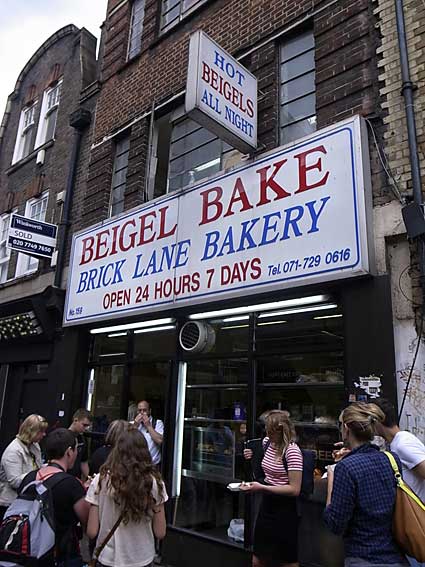 HOT
BEIGELS
ALL NIGHT
BEIGEL BAKE
BRICK LANE BAKERY
OPEN 24 HOURS 7 DAYS
TEL. 071-729 0616
No. 159
SOLD
020 7749 7650